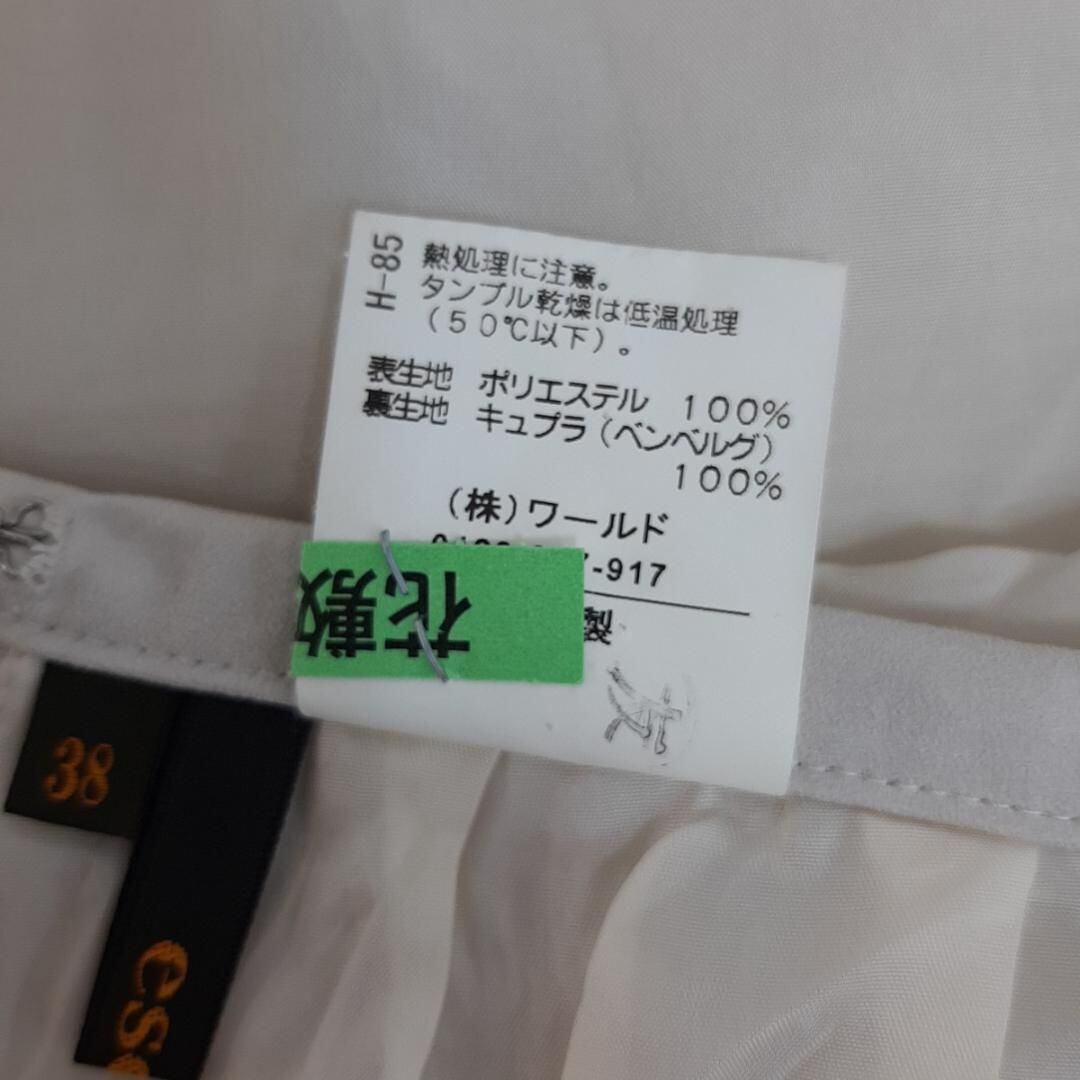 H-85
熱処理に注意。
タンブル乾燥は低温処理
（50℃以下）。
表生地 ポリエステル 100%
裏生地 キュプラ（ベンベルグ）
100%
（株）ワールド
-917
製
花敷
38